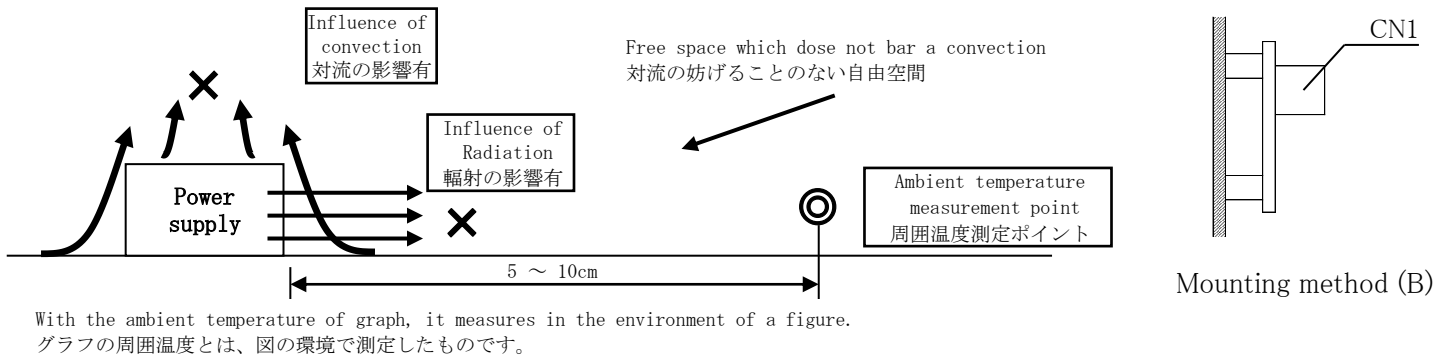 Influence of
convection
対流の影響有
Free space which dose not bar a convection
対流の妨げることのない自由空間
CN1
Influence of
Radiation
輻射の影響有
Power
supply
Ambient temperature
measurement point
周囲温度測定ポイント
5 ～ 10cm
Mounting method (B)
With the ambient temperature of graph, it measures in the environment of a figure.
グラフの周囲温度とは、図の環境で測定したものです。